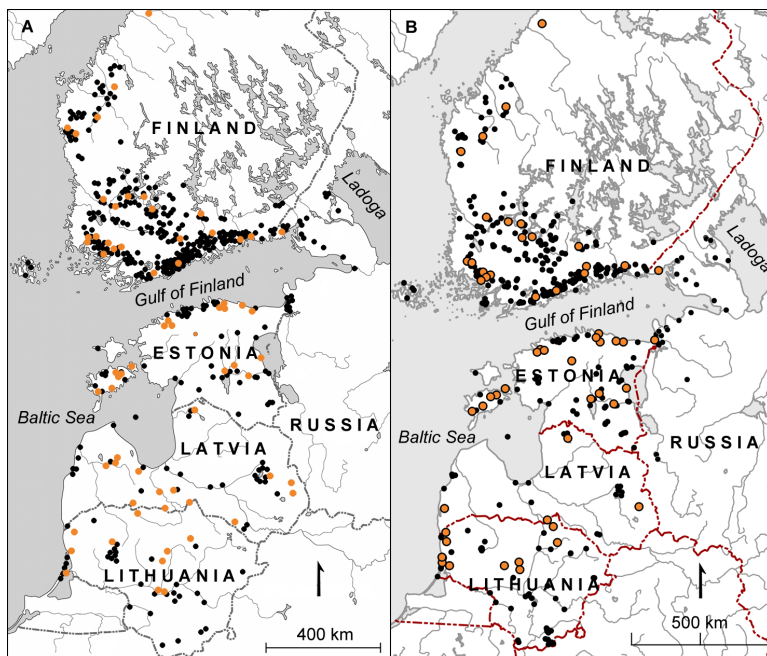 A
FINLAND
Ladoga
Gulf of Finland
ESTONIA
Baltic Sea
RUSSIA
LATVIA
LITHUANIA
400 km
B
FINLAND
Ladoga
Gulf of Finland
ESTONIA
Baltic Sea
RUSSIA
LATVIA
LITHUANIA
500 km